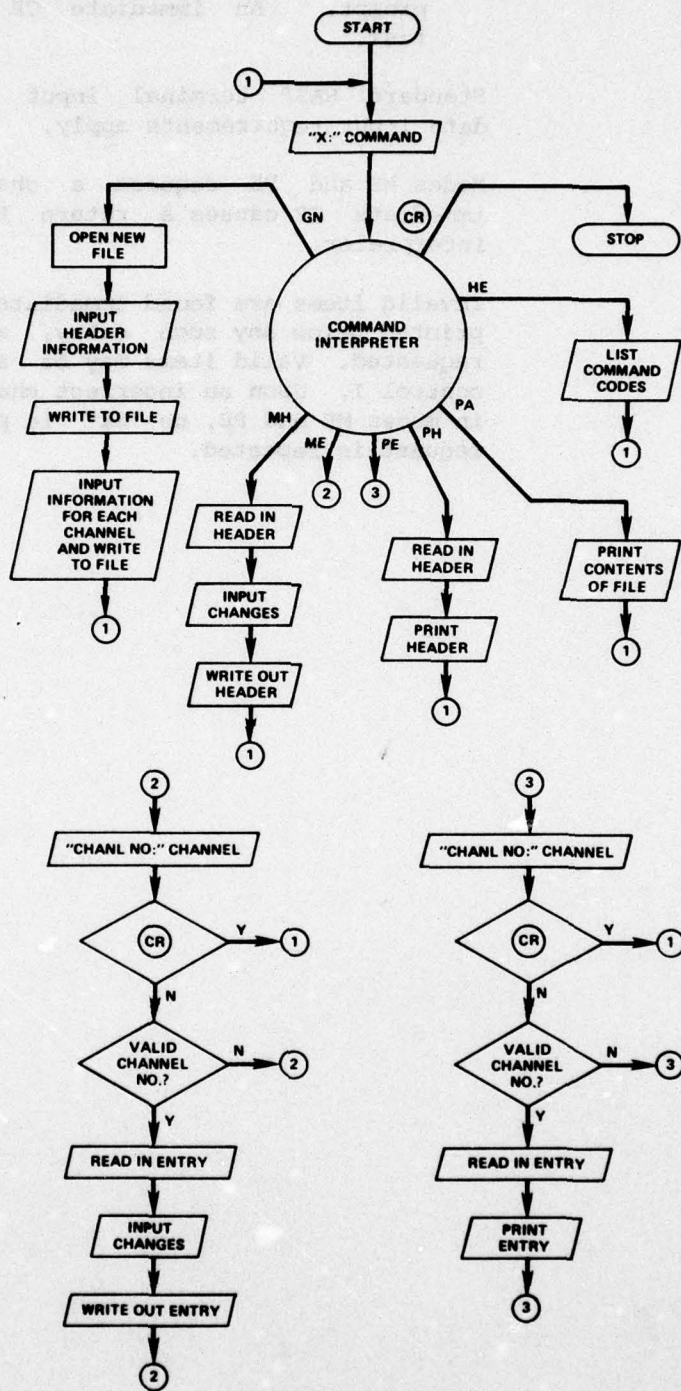 START
1
"X:" COMMAND
GN
CR
STOP
OPEN NEW
FILE
INPUT
HEADER
INFORMATION
WRITE TO FILE
INPUT
INFORMATION
FOR EACH
CHANNEL
AND WRITE
TO FILE
1
COMMAND
INTERPRETER
HE
LIST
COMMAND
CODES
1
MH
ME
PE
PH
PA
2
3
READ IN
HEADER
INPUT
CHANGES
WRITE OUT
HEADER
1
READ IN
HEADER
PRINT
HEADER
1
PRINT
CONTENTS
OF FILE
1
2
"CHANL NO:" CHANNEL
CR
Y
1
N
VALID
CHANNEL
NO.?
N
2
Y
READ IN ENTRY
INPUT
CHANGES
WRITE OUT ENTRY
2
3
"CHANL NO:" CHANNEL
CR
Y
1
N
VALID
CHANNEL
NO.?
N
3
Y
READ IN ENTRY
PRINT
ENTRY
3